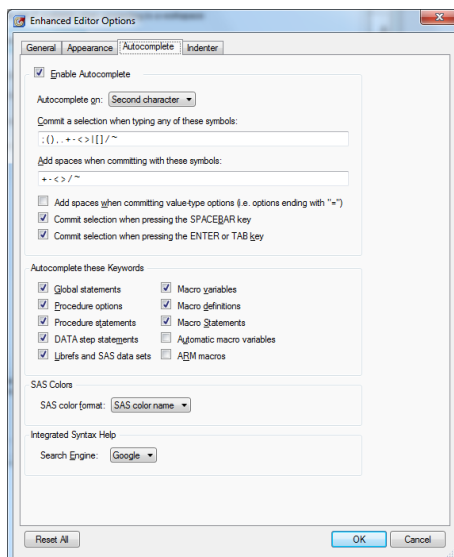 Enhanced Editor Options
General Appearance Autocomplete Indenter
Enable Autocomplete
Autocomplete on: Second character
Commit a selection when typing any of these symbols:
; ( ) , . + - < > | [ ] / ~
Add spaces when committing with these symbols:
+ - < > / ~
Add spaces when committing value-type options (i.e. options ending with "=")
Commit selection when pressing the SPACEBAR key
Commit selection when pressing the ENTER or TAB key
Autocomplete these Keywords
Global statements Macro variables
Procedure options Macro definitions
Procedure statements Macro Statements
DATA step statements Automatic macro variables
Librefs and SAS data sets ARM macros
SAS Colors
SAS color format: SAS color name
Integrated Syntax Help
Search Engine: Google
Reset All OK Cancel